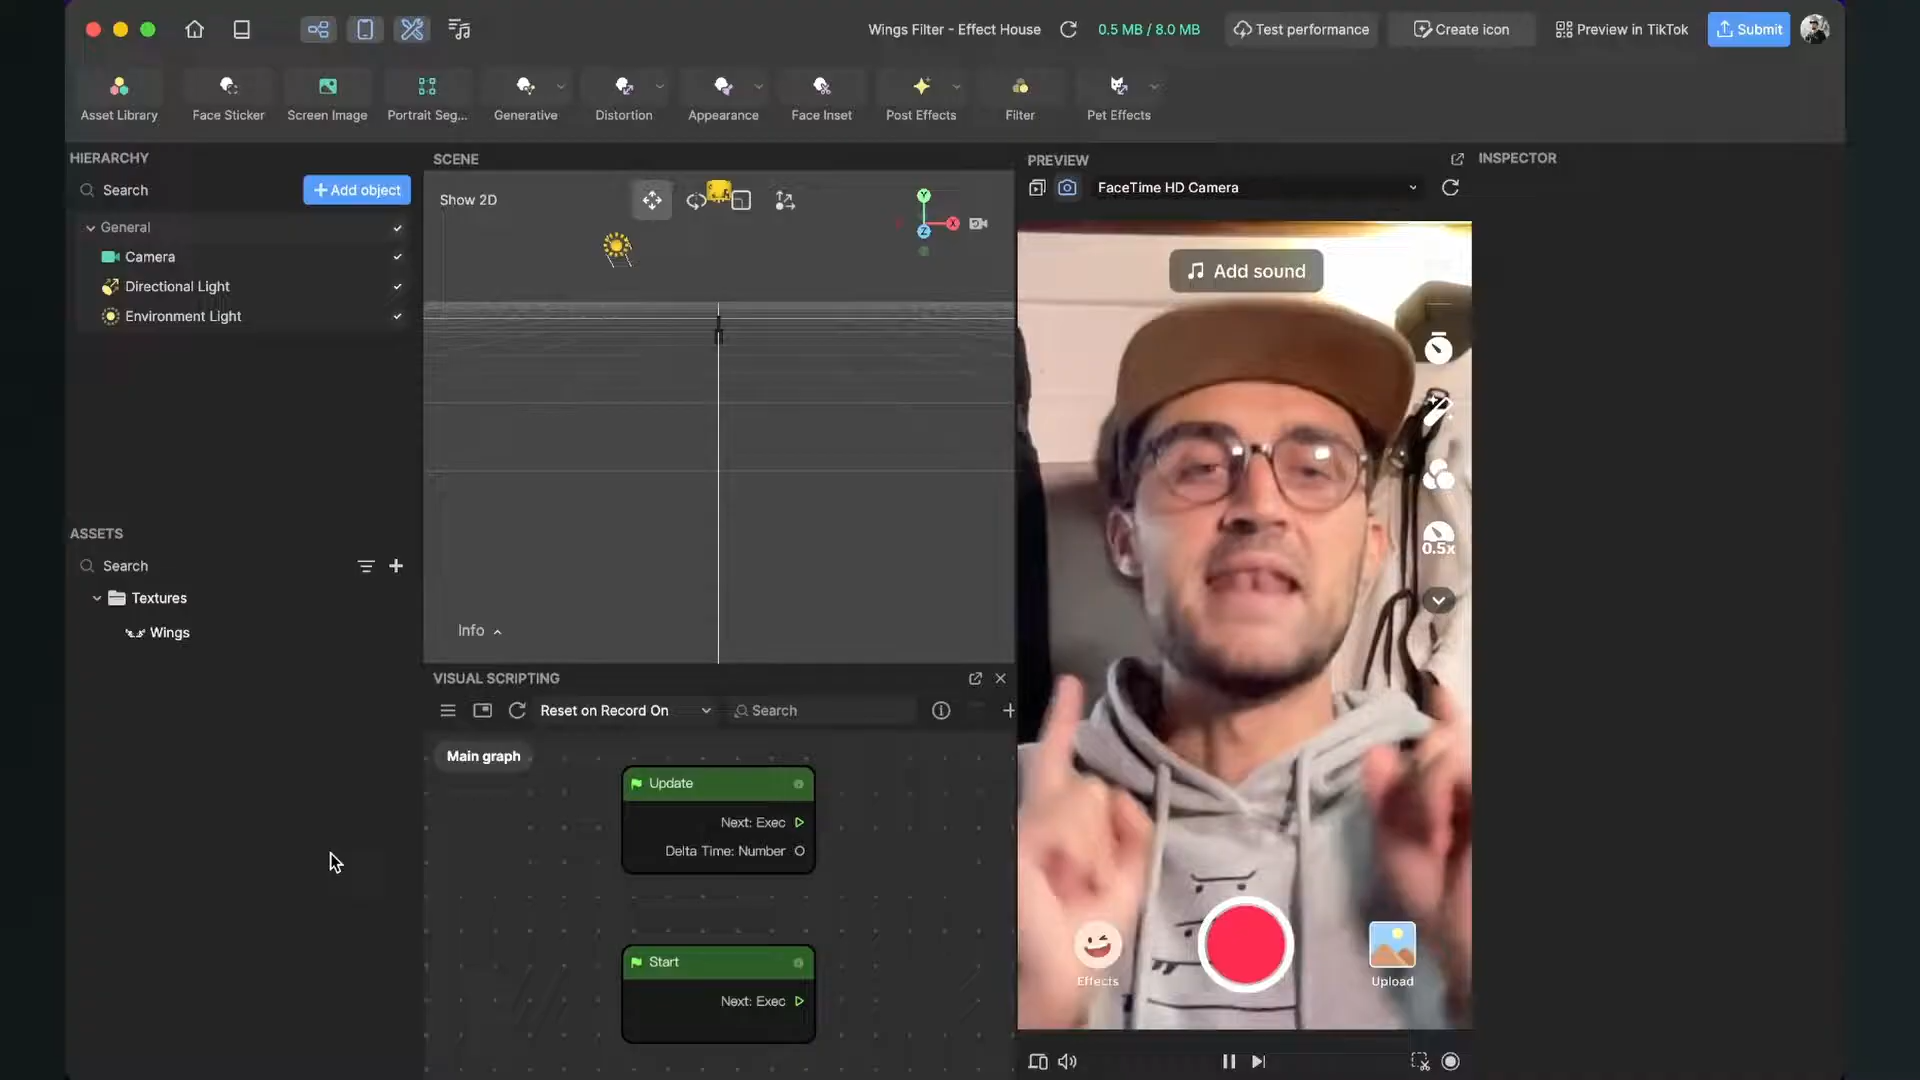 Wings Filter - Effect House
0.5 MB / 8.0 MB
Test performance
Create icon
Preview in TikTok
Submit
Asset Library
Face Sticker
Screen Image
Portrait Seg...
Generative
Distortion
Appearance
Face Inset
Post Effects
Filter
Pet Effects
HIERARCHY
Search
+ Add object
General
Camera
Directional Light
Environment Light
ASSETS
Search
Textures
Wings
SCENE
Show 2D
Y
X
Z
Info
VISUAL SCRIPTING
Reset on Record On
Search
Main graph
Update
Next: Exec
Delta Time: Number
Start
Next: Exec
PREVIEW
FaceTime HD Camera
Add sound
0.5x
Effects
Upload
INSPECTOR